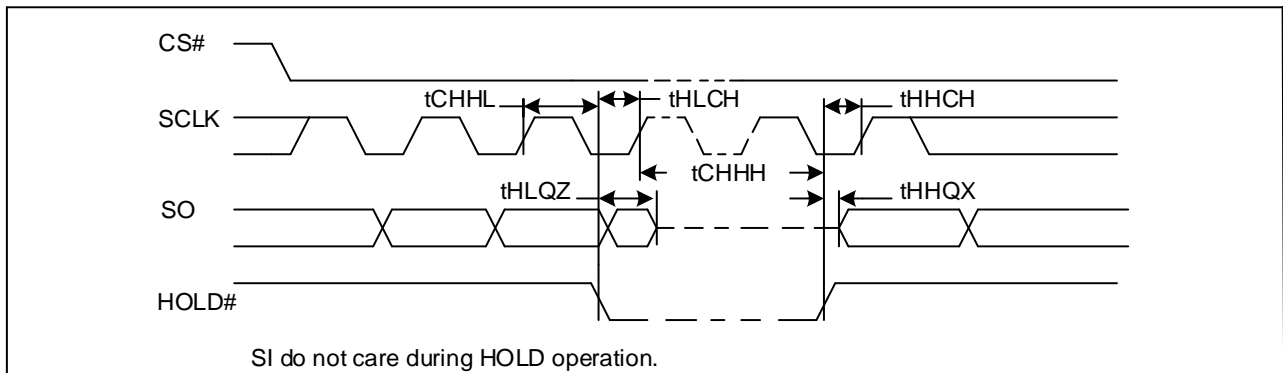 CS#
tCHHL tHLCH tHHCH
SCLK
tCHHH
tHLQZ tHHQX
SO
HOLD#
SI do not care during HOLD operation.